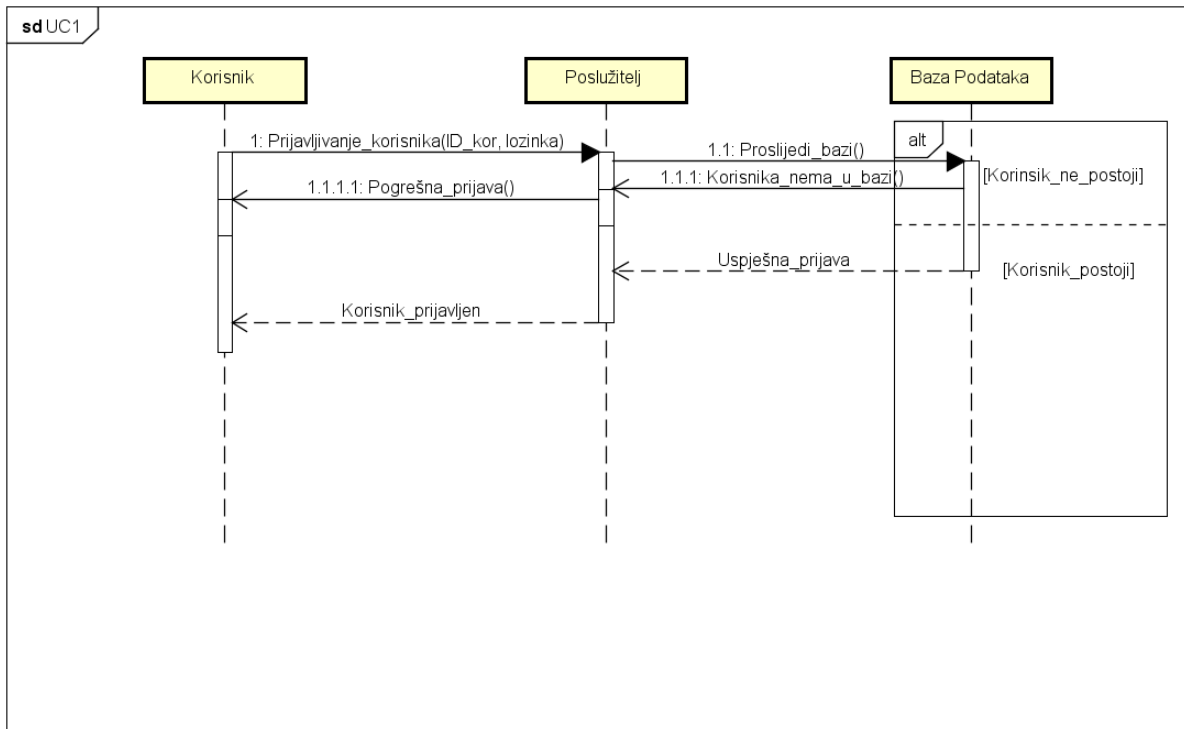 sd UC1
Korisnik
Poslužitelj
Baza Podataka
alt
1: Prijavljivanje_korisnika(ID_kor, lozinka)
1.1: Proslijedi_bazi()
1.1.1: Korisnika_nema_u_bazi()
[Korinsik_ne_postoji]
1.1.1.1: Pogrešna_prijava()
Uspješna_prijava
[Korisnik_postoji]
Korisnik_prijavljen